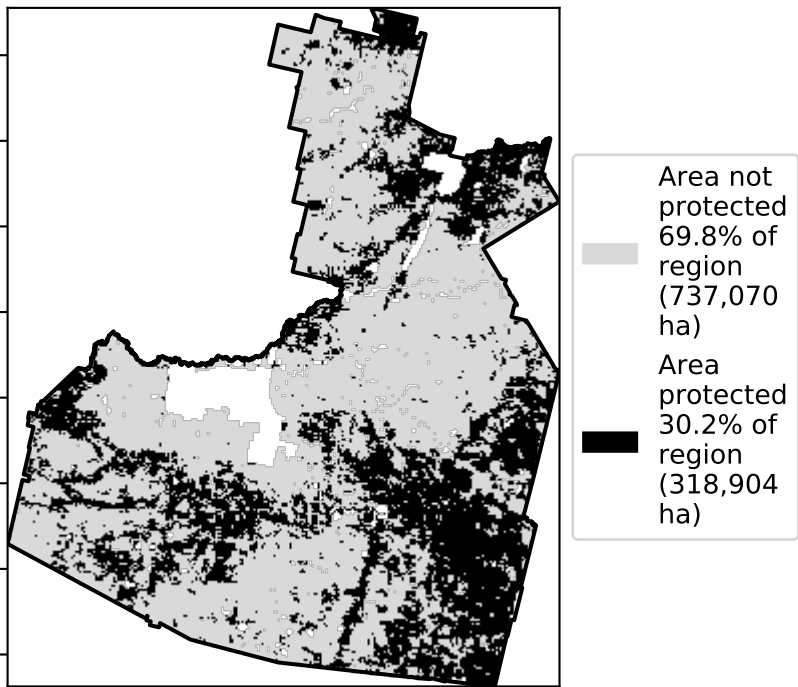 Area not
protected
69.8% of
region
(737,070
ha)
Area
protected
30.2% of
region
(318,904
ha)